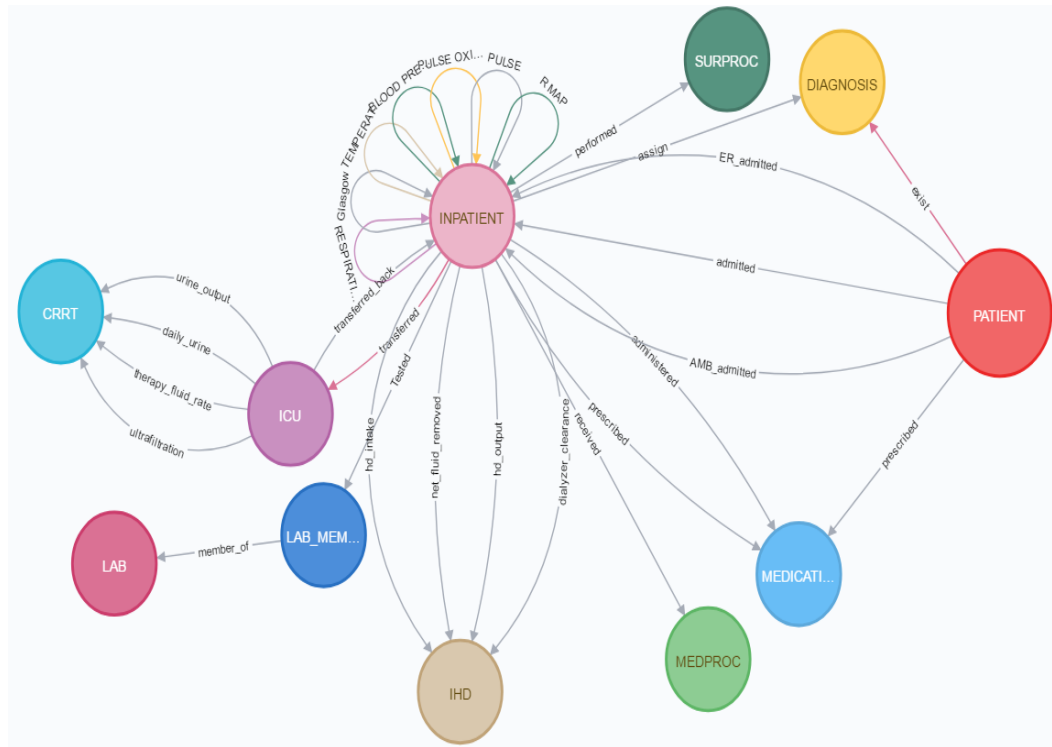 SURPROC
DIAGNOSIS
BLOOD PRE
PULSE OXI...
PULSE
R MAP
TEMPERAT
Glasgow
RESPIRATI...
performed
assign
ER_admitted
exist
INPATIENT
admitted
PATIENT
AMB_admitted
prescribed
urine_output
CRRT
daily_urine
therapy_fluid_rate
ultrafiltration
ICU
transferred_back
transferred
Tested
hd_intake
net_fluid_removed
hd_output
dialyzer_clearance
received
prescribed
administered
LAB
member_of
LAB_MEM...
MEDICATI...
MEDPROC
IHD